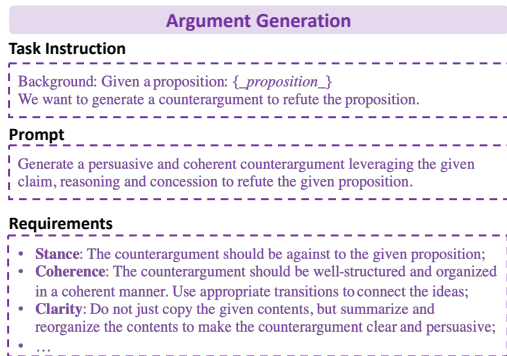 Argument Generation
Task Instruction
Background: Given a proposition: {_proposition_}
We want to generate a counterargument to refute the proposition.
Prompt
Generate a persuasive and coherent counterargument leveraging the given
claim, reasoning and concession to refute the given proposition.
Requirements
• Stance: The counterargument should be against to the given proposition;
• Coherence: The counterargument should be well-structured and organized
in a coherent manner. Use appropriate transitions to connect the ideas;
• Clarity: Do not just copy the given contents, but summarize and
reorganize the contents to make the counterargument clear and persuasive;
• ...